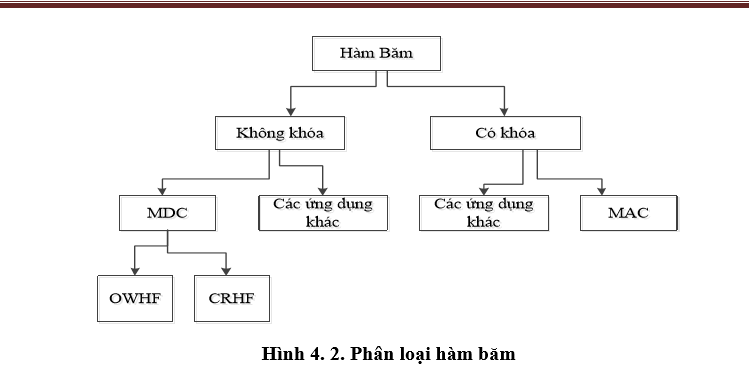 Hàm Băm
Không khóa
Có khóa
MDC
Các ứng dụng
khác
Các ứng dụng
khác
MAC
OWHF
CRHF
Hình 4. 2. Phân loại hàm băm